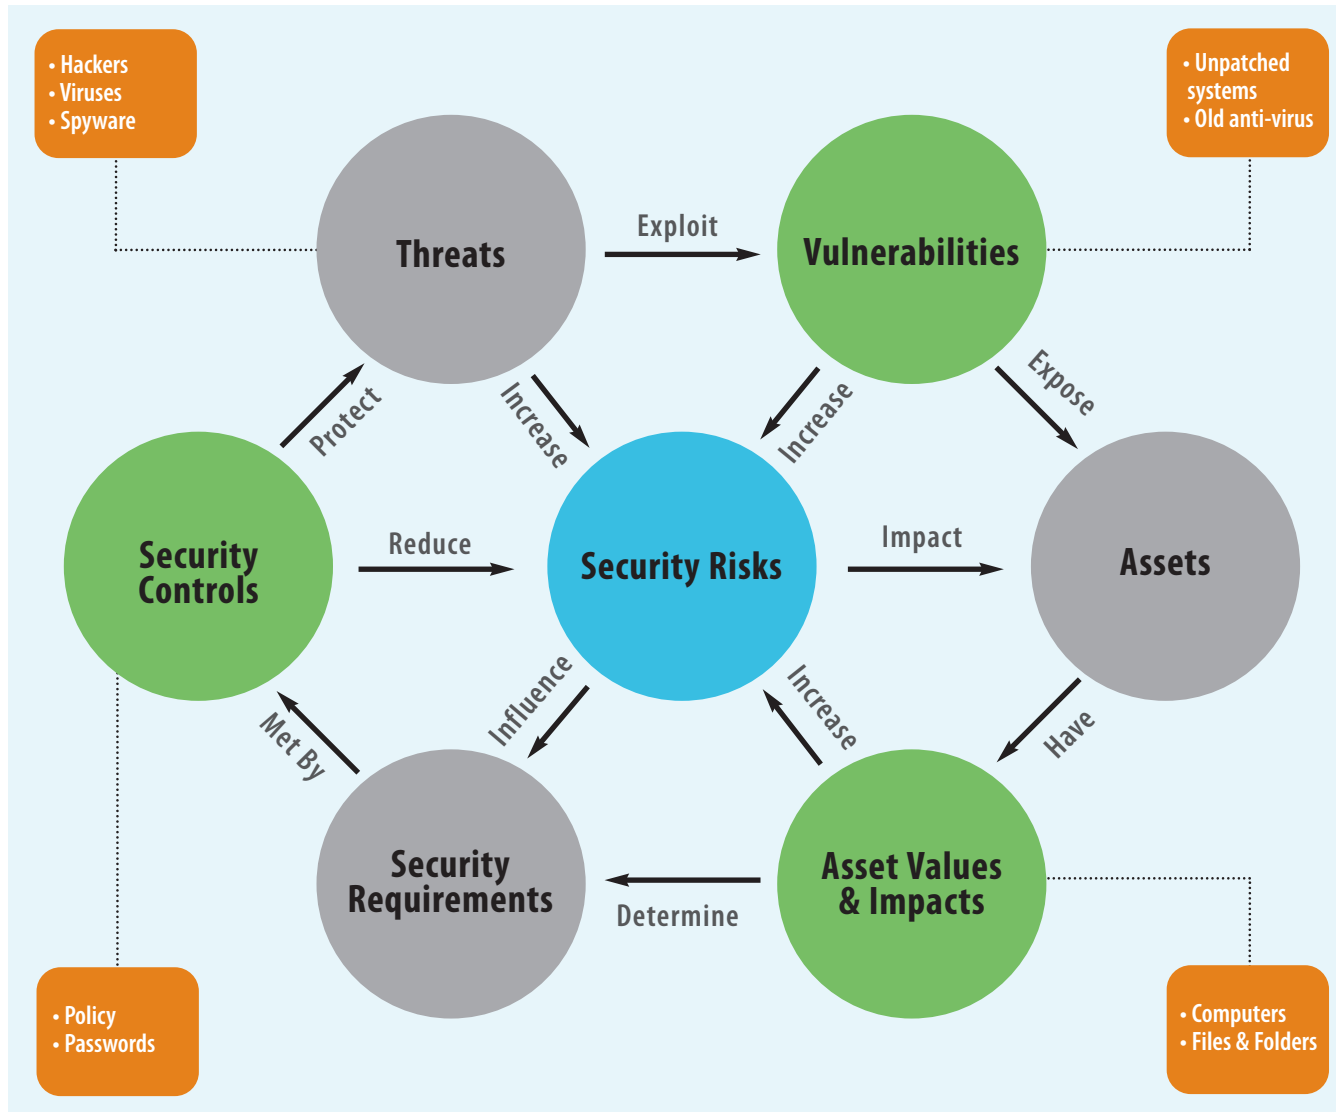 • Hackers
• Viruses
• Spyware
• Unpatched
systems
• Old anti-virus
Threats
Exploit
Vulnerabilities
Protect
Increase
Increase
Expose
Security
Controls
Reduce
Security Risks
Impact
Assets
Met By
Influence
Increase
Have
Security
Requirements
Determine
Asset Values
& Impacts
• Policy
• Passwords
• Computers
• Files & Folders